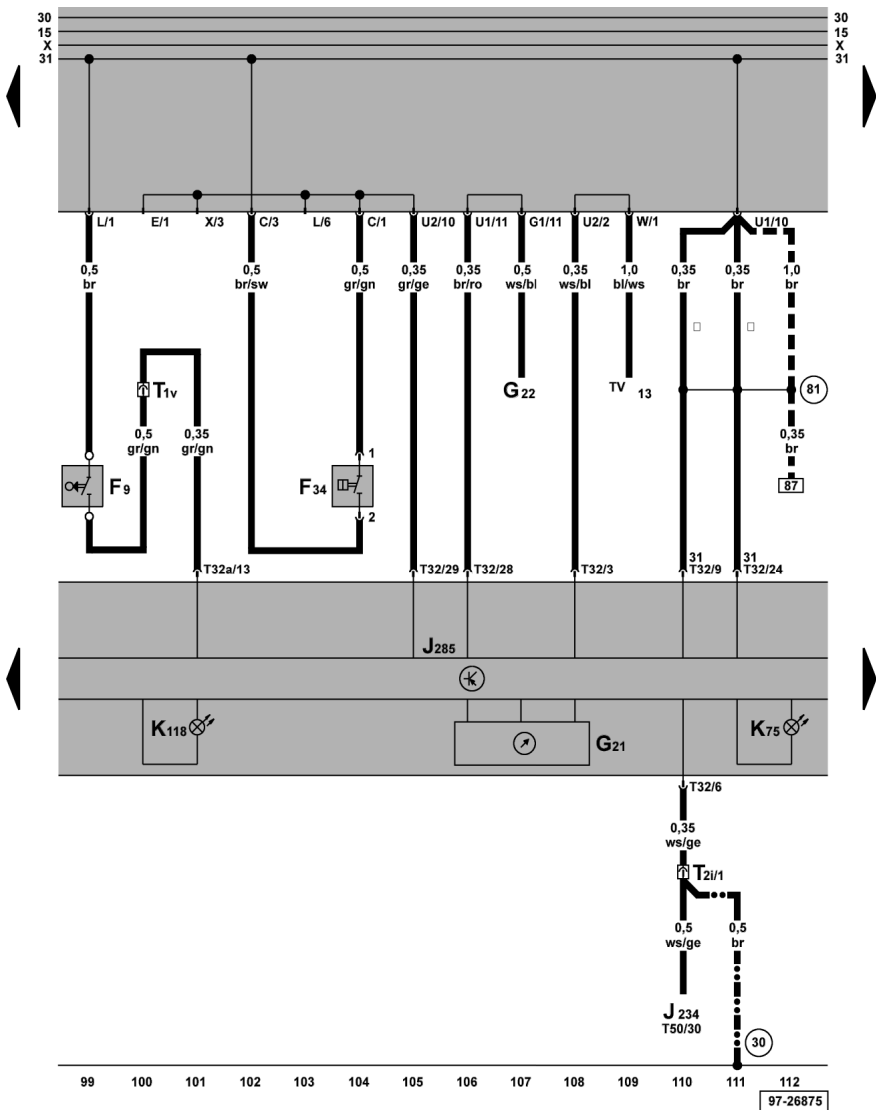 30 30
15 15
X X
31 31
L/1 E/1 X/3 C/3 L/6 C/1 U2/10 U1/11 G1/11 U2/2 W/1 U1/10
0,5 0,5 0,5 0,35 0,35 0,5 0,35 1,0 0,35 0,35 1,0
br br/sw gr/gn gr/ge br/ro ws/bl ws/bl bl/ws br br br
T1v G22 TV 13 81
0,5 0,35 0,35
gr/gn gr/gn br
1
F9 F34 87
2
31 31
T32a/13 T32/29 T32/28 T32/3 T32/9 T32/24
J285
K118 G21 K75
T32/6
0,35
ws/ge
T2i/1
0,5 0,5
ws/ge br
J234
T50/30
30
99 100 101 102 103 104 105 106 107 108 109 110 111 112
97-26875